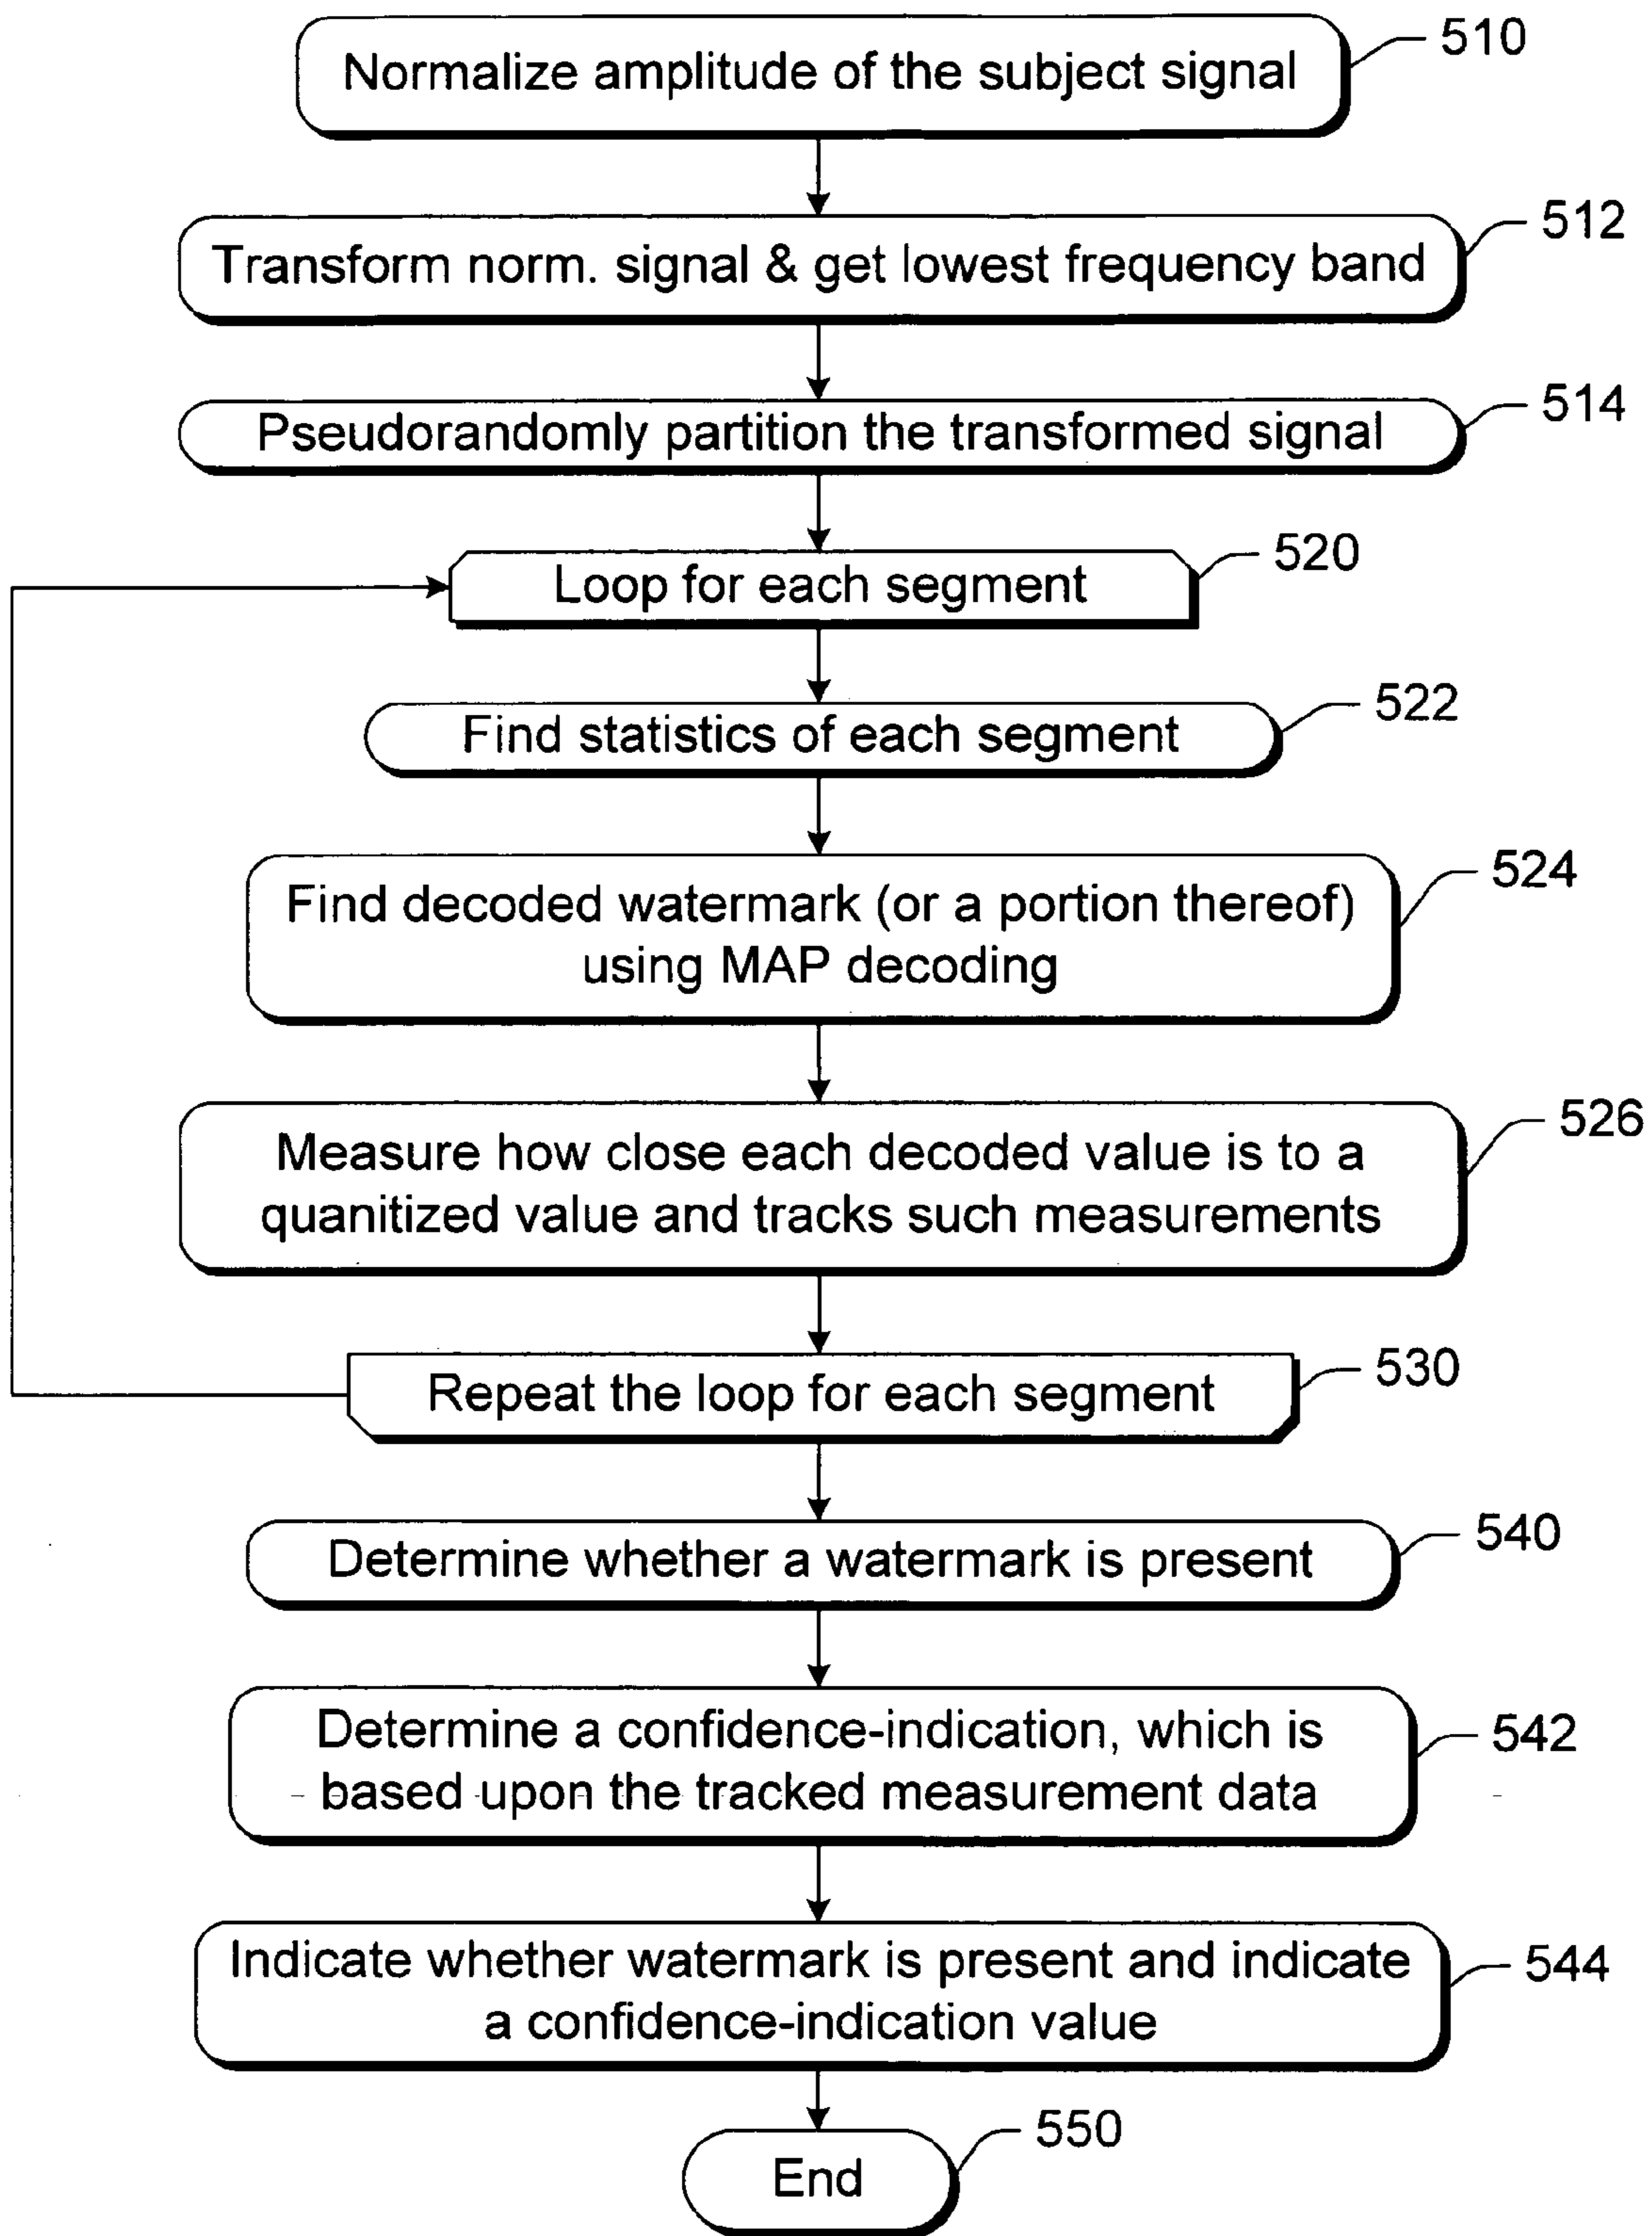 Normalize amplitude of the subject signal
510
Transform norm. signal & get lowest frequency band
512
Pseudorandomly partition the transformed signal
514
Loop for each segment
520
Find statistics of each segment
522
Find decoded watermark (or a portion thereof)
using MAP decoding
524
Measure how close each decoded value is to a
quanitized value and tracks such measurements
526
Repeat the loop for each segment
530
Determine whether a watermark is present
540
Determine a confidence-indication, which is
based upon the tracked measurement data
542
Indicate whether watermark is present and indicate
a confidence-indication value
544
End
550